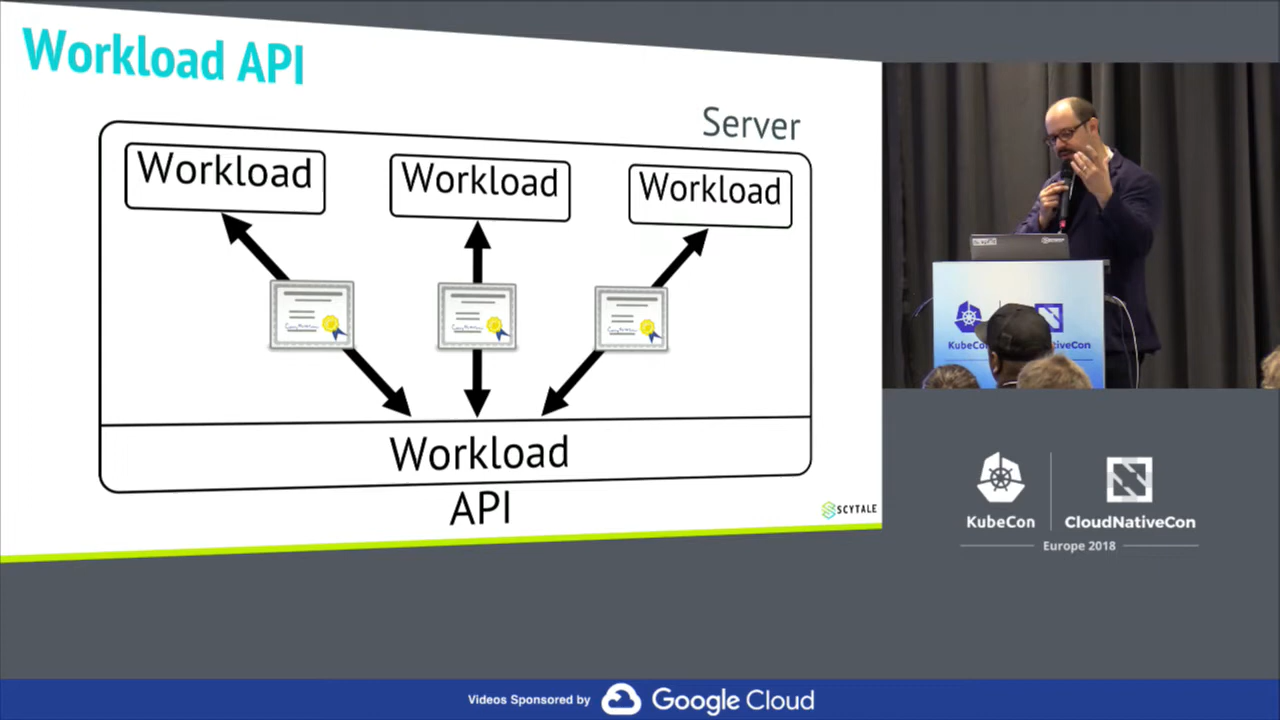 Workload API
Server
Workload
Workload
Workload
Workload
API
SCYTALE
KubeCon
CloudNativeCon
Europe 2018
Videos Sponsored by
Google Cloud